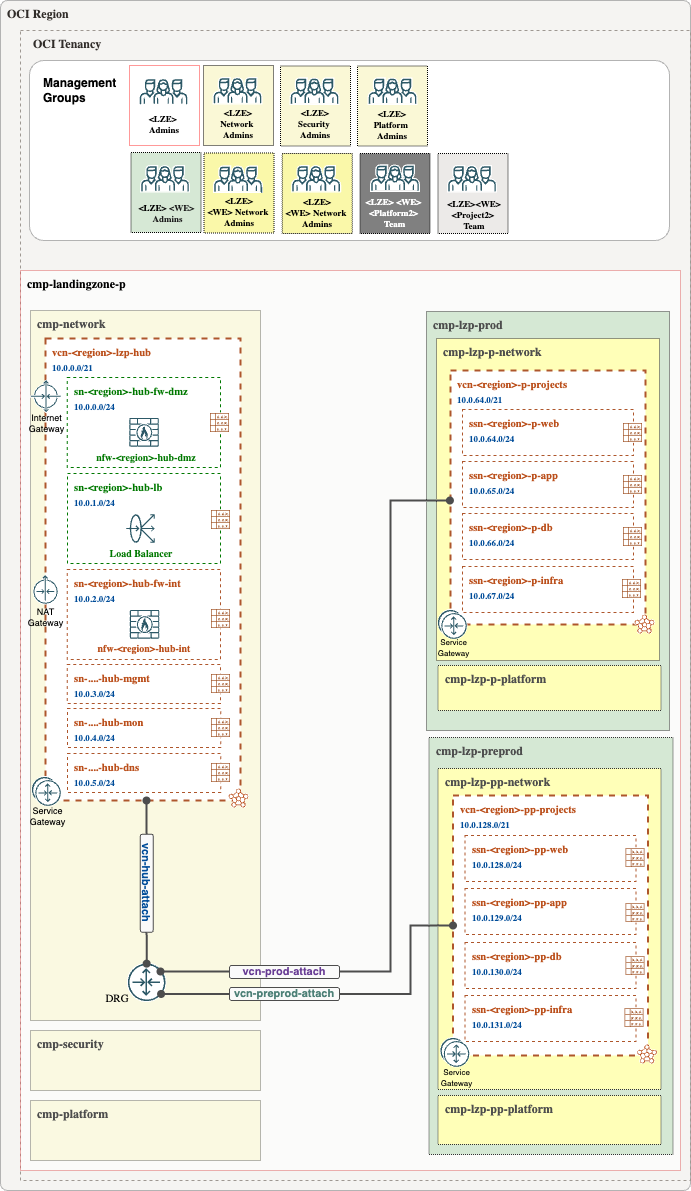 OCI Region
OCI Tenancy
Management
Groups
<LZE>
Admins
<LZE>
Network
Admins
<LZE>
Security
Admins
<LZE>
Platform
Admins
<LZE> <WE>
Admins
<LZE>
<WE> Network
Admins
<LZE>
<WE> Network
Admins
<LZE> <WE>
<Platform2>
Team
<LZE><WE>
<Project2>
Team
cmp-landingzone-p
cmp-network
vcn-<region>-lzp-hub
10.0.0.0/21
Internet
Gateway
sn-<region>-hub-fw-dmz
10.0.0.0/24
nfw-<region>-hub-dmz
sn-<region>-hub-lb
10.0.1.0/24
Load Balancer
NAT
Gateway
sn-<region>-hub-fw-int
10.0.2.0/24
nfw-<region>-hub-int
sn-....-hub-mgmt
10.0.3.0/24
sn-....-hub-mon
10.0.4.0/24
sn-....-hub-dns
10.0.5.0/24
Service
Gateway
vcn-hub-attach
DRG
vcn-prod-attach
vcn-preprod-attach
cmp-security
cmp-platform
cmp-lzp-prod
cmp-lzp-p-network
vcn-<region>-p-projects
10.0.64.0/21
ssn-<region>-p-web
10.0.64.0/24
ssn-<region>-p-app
10.0.65.0/24
ssn-<region>-p-db
10.0.66.0/24
ssn-<region>-p-infra
10.0.67.0/24
Service
Gateway
cmp-lzp-p-platform
cmp-lzp-preprod
cmp-lzp-pp-network
vcn-<region>-pp-projects
10.0.128.0/21
ssn-<region>-pp-web
10.0.128.0/24
ssn-<region>-pp-app
10.0.129.0/24
ssn-<region>-pp-db
10.0.130.0/24
ssn-<region>-pp-infra
10.0.131.0/24
Service
Gateway
cmp-lzp-pp-platform